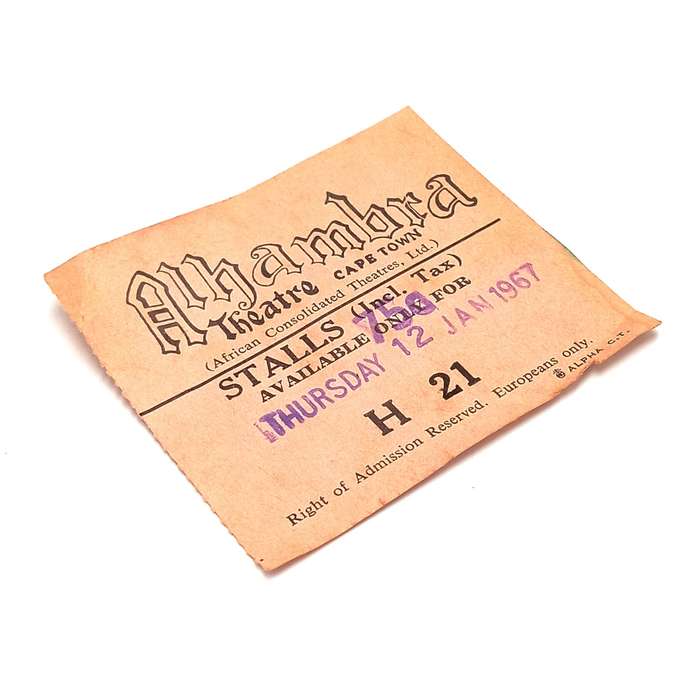 Alhambra
Theatre CAPE TOWN
(African Consolidated Theatres, Ltd.)
STALLS (Incl. Tax)
75c
AVAILABLE ONLY FOR
THURSDAY 12 JAN 1967
H 21
Right of Admission Reserved. Europeans only.
ALPHA C.T.